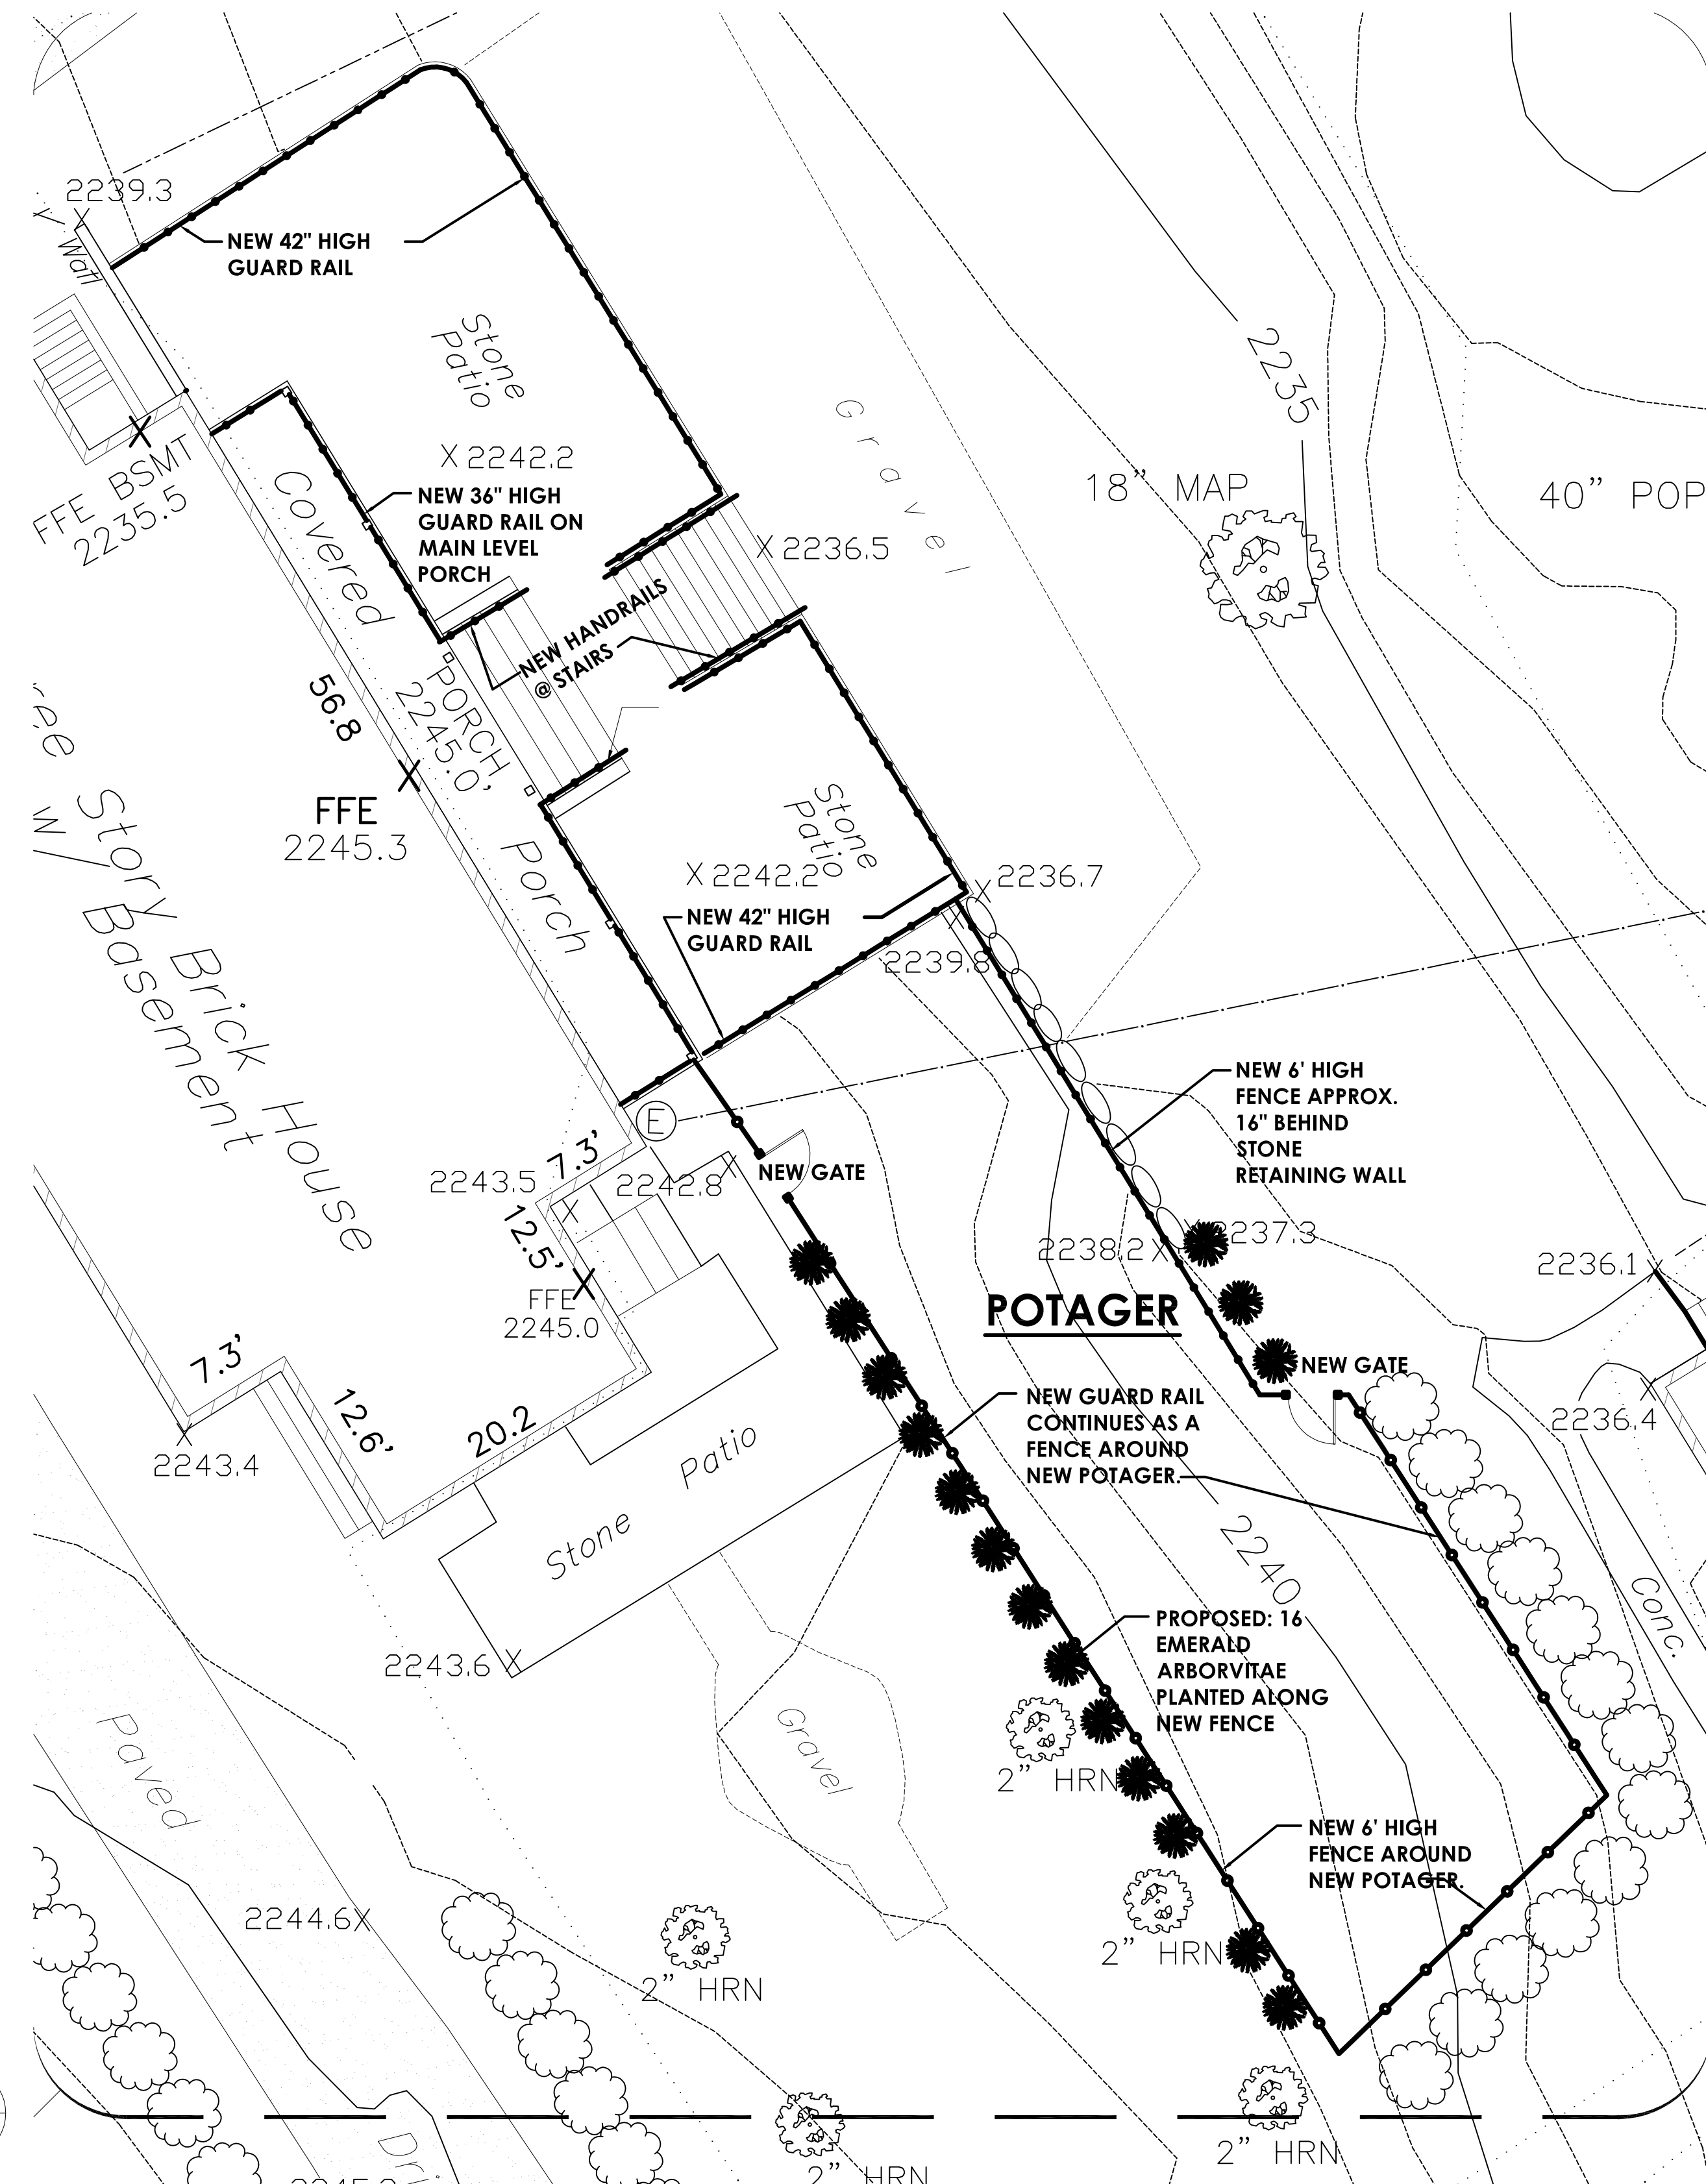 2239.3
y Wall
NEW 42" HIGH
GUARD RAIL
Stone
Patio
2235
Gravel
X 2242.2
18" MAP
40" POP
FFE BSMT
2235.5
Covered
NEW 36" HIGH
GUARD RAIL ON
MAIN LEVEL
PORCH
X 2236.5
NEW HANDRAILS
@ STAIRS
56.8
PORCH
2245.0'
FFE
2245.3
Porch
Stone
Patio
X 2242.2
2236.7
NEW 42" HIGH
GUARD RAIL
2239.8
Story Brick House
W/ Basement
E
NEW 6' HIGH
FENCE APPROX.
16" BEHIND
STONE
RETAINING WALL
7.3'
2243.5
2242.8
NEW GATE
12.5'
2238.2
2237.3
2236.1
FFE
2245.0
POTAGER
7.3'
12.6'
20.2
NEW GATE
NEW GUARD RAIL
CONTINUES AS A
FENCE AROUND
NEW POTAGER.
2236.4
2243.4
Stone Patio
2240
Conc.
2243.6
PROPOSED: 16
EMERALD
ARBORVITAE
PLANTED ALONG
NEW FENCE
Paved
Gravel
2" HRN
NEW 6' HIGH
FENCE AROUND
NEW POTAGER.
2244.6X
2" HRN
2" HRN
2" HRN
2" HRN